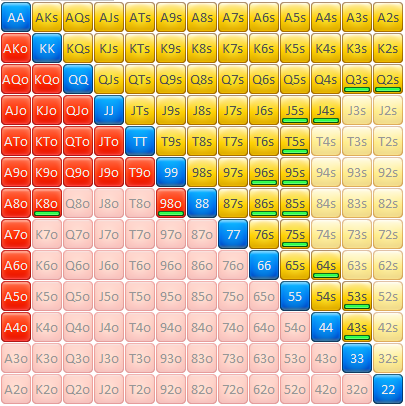 AA AKs AQs AJs ATs A9s A8s A7s A6s A5s A4s A3s A2s
AKo KK KQs KJs KTs K9s K8s K7s K6s K5s K4s K3s K2s
AQo KQo QQ QJs QTs Q9s Q8s Q7s Q6s Q5s Q4s Q3s Q2s
AJo KJo QJo JJ JTs J9s J8s J7s J6s J5s J4s J3s J2s
ATo KTo QTo JTo TT T9s T8s T7s T6s T5s T4s T3s T2s
A9o K9o Q9o J9o T9o 99 98s 97s 96s 95s 94s 93s 92s
A8o K8o Q8o J8o T8o 98o 88 87s 86s 85s 84s 83s 82s
A7o K7o Q7o J7o T7o 97o 87o 77 76s 75s 74s 73s 72s
A6o K6o Q6o J6o T6o 96o 86o 76o 66 65s 64s 63s 62s
A5o K5o Q5o J5o T5o 95o 85o 75o 65o 55 54s 53s 52s
A4o K4o Q4o J4o T4o 94o 84o 74o 64o 54o 44 43s 42s
A3o K3o Q3o J3o T3o 93o 83o 73o 63o 53o 43o 33 32s
A2o K2o Q2o J2o T2o 92o 82o 72o 62o 52o 42o 32o 22